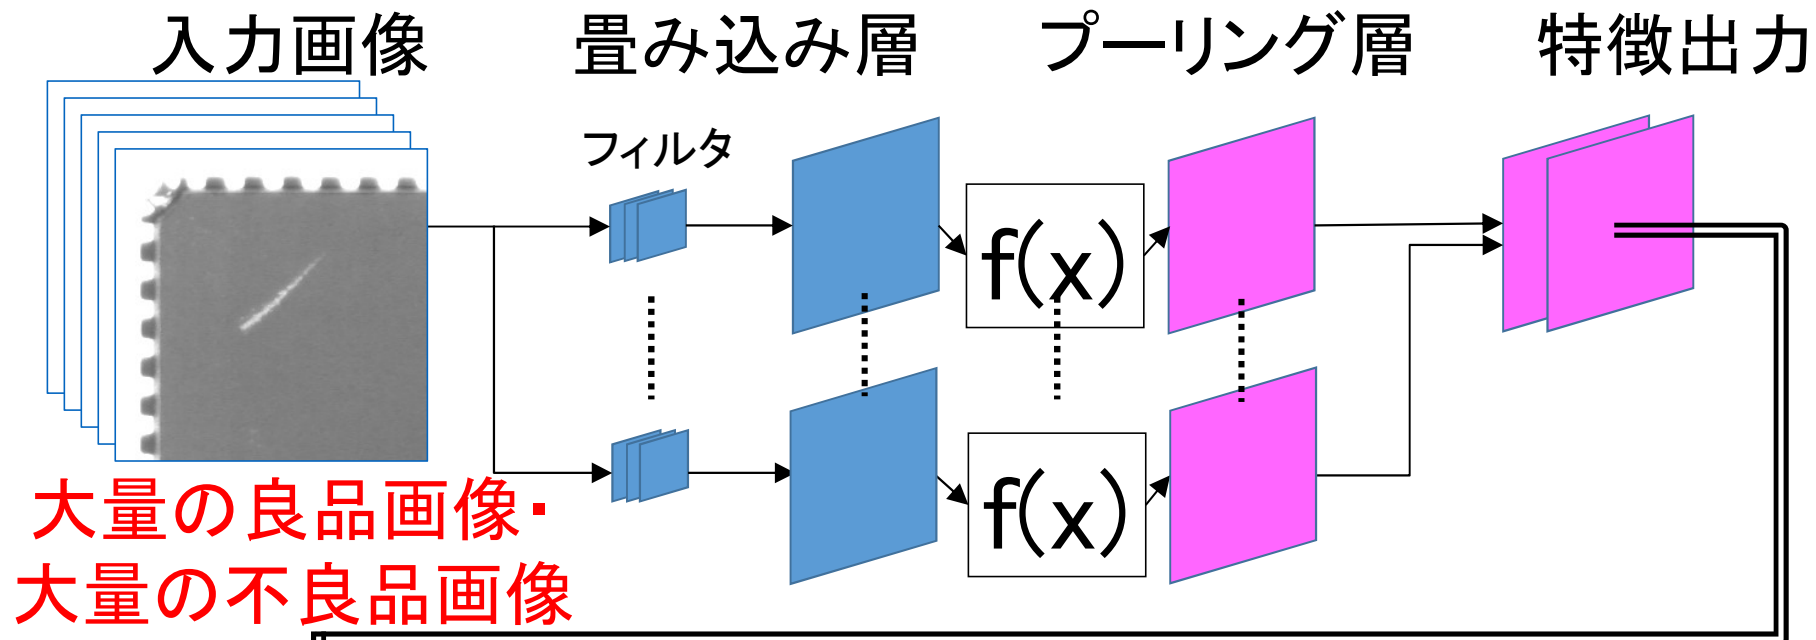 入力画像
畳み込み層
プーリング層
特徴出力
フィルタ
f(x)
f(x)
大量の良品画像・
大量の不良品画像